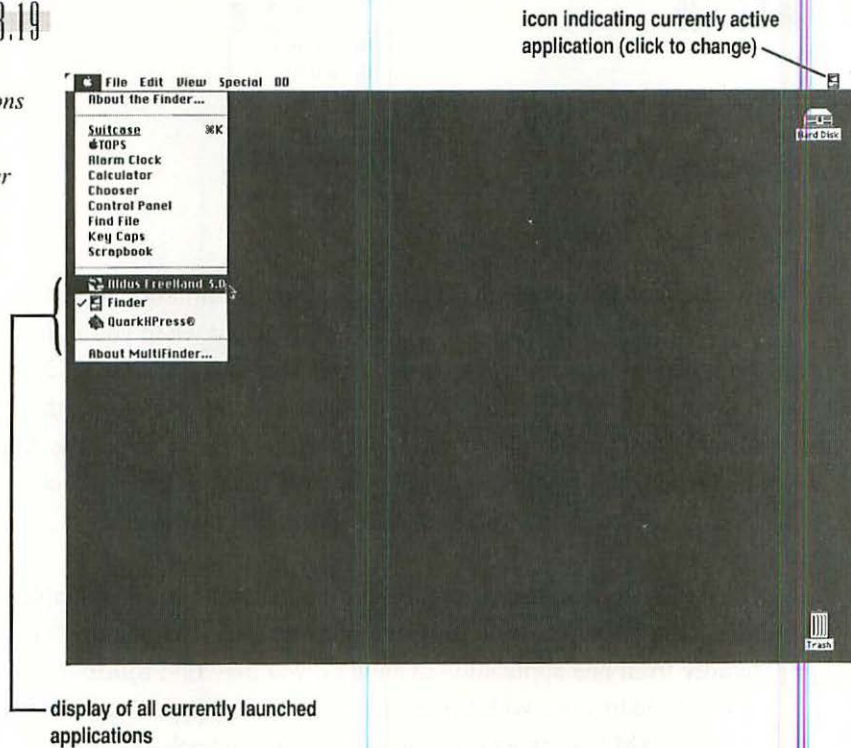 3.19
ons
er
icon indicating currently active
application (click to change)
File Edit View Special DD
About the Finder...
Suitcase ⌘K
TOPS
Alarm Clock
Calculator
Chooser
Control Panel
Find File
Key Caps
Scrapbook
Aldus FreeHand 3.0
✓ Finder
QuarkXPress®
About MultiFinder...
Hard Disk
Trash
display of all currently launched
applications